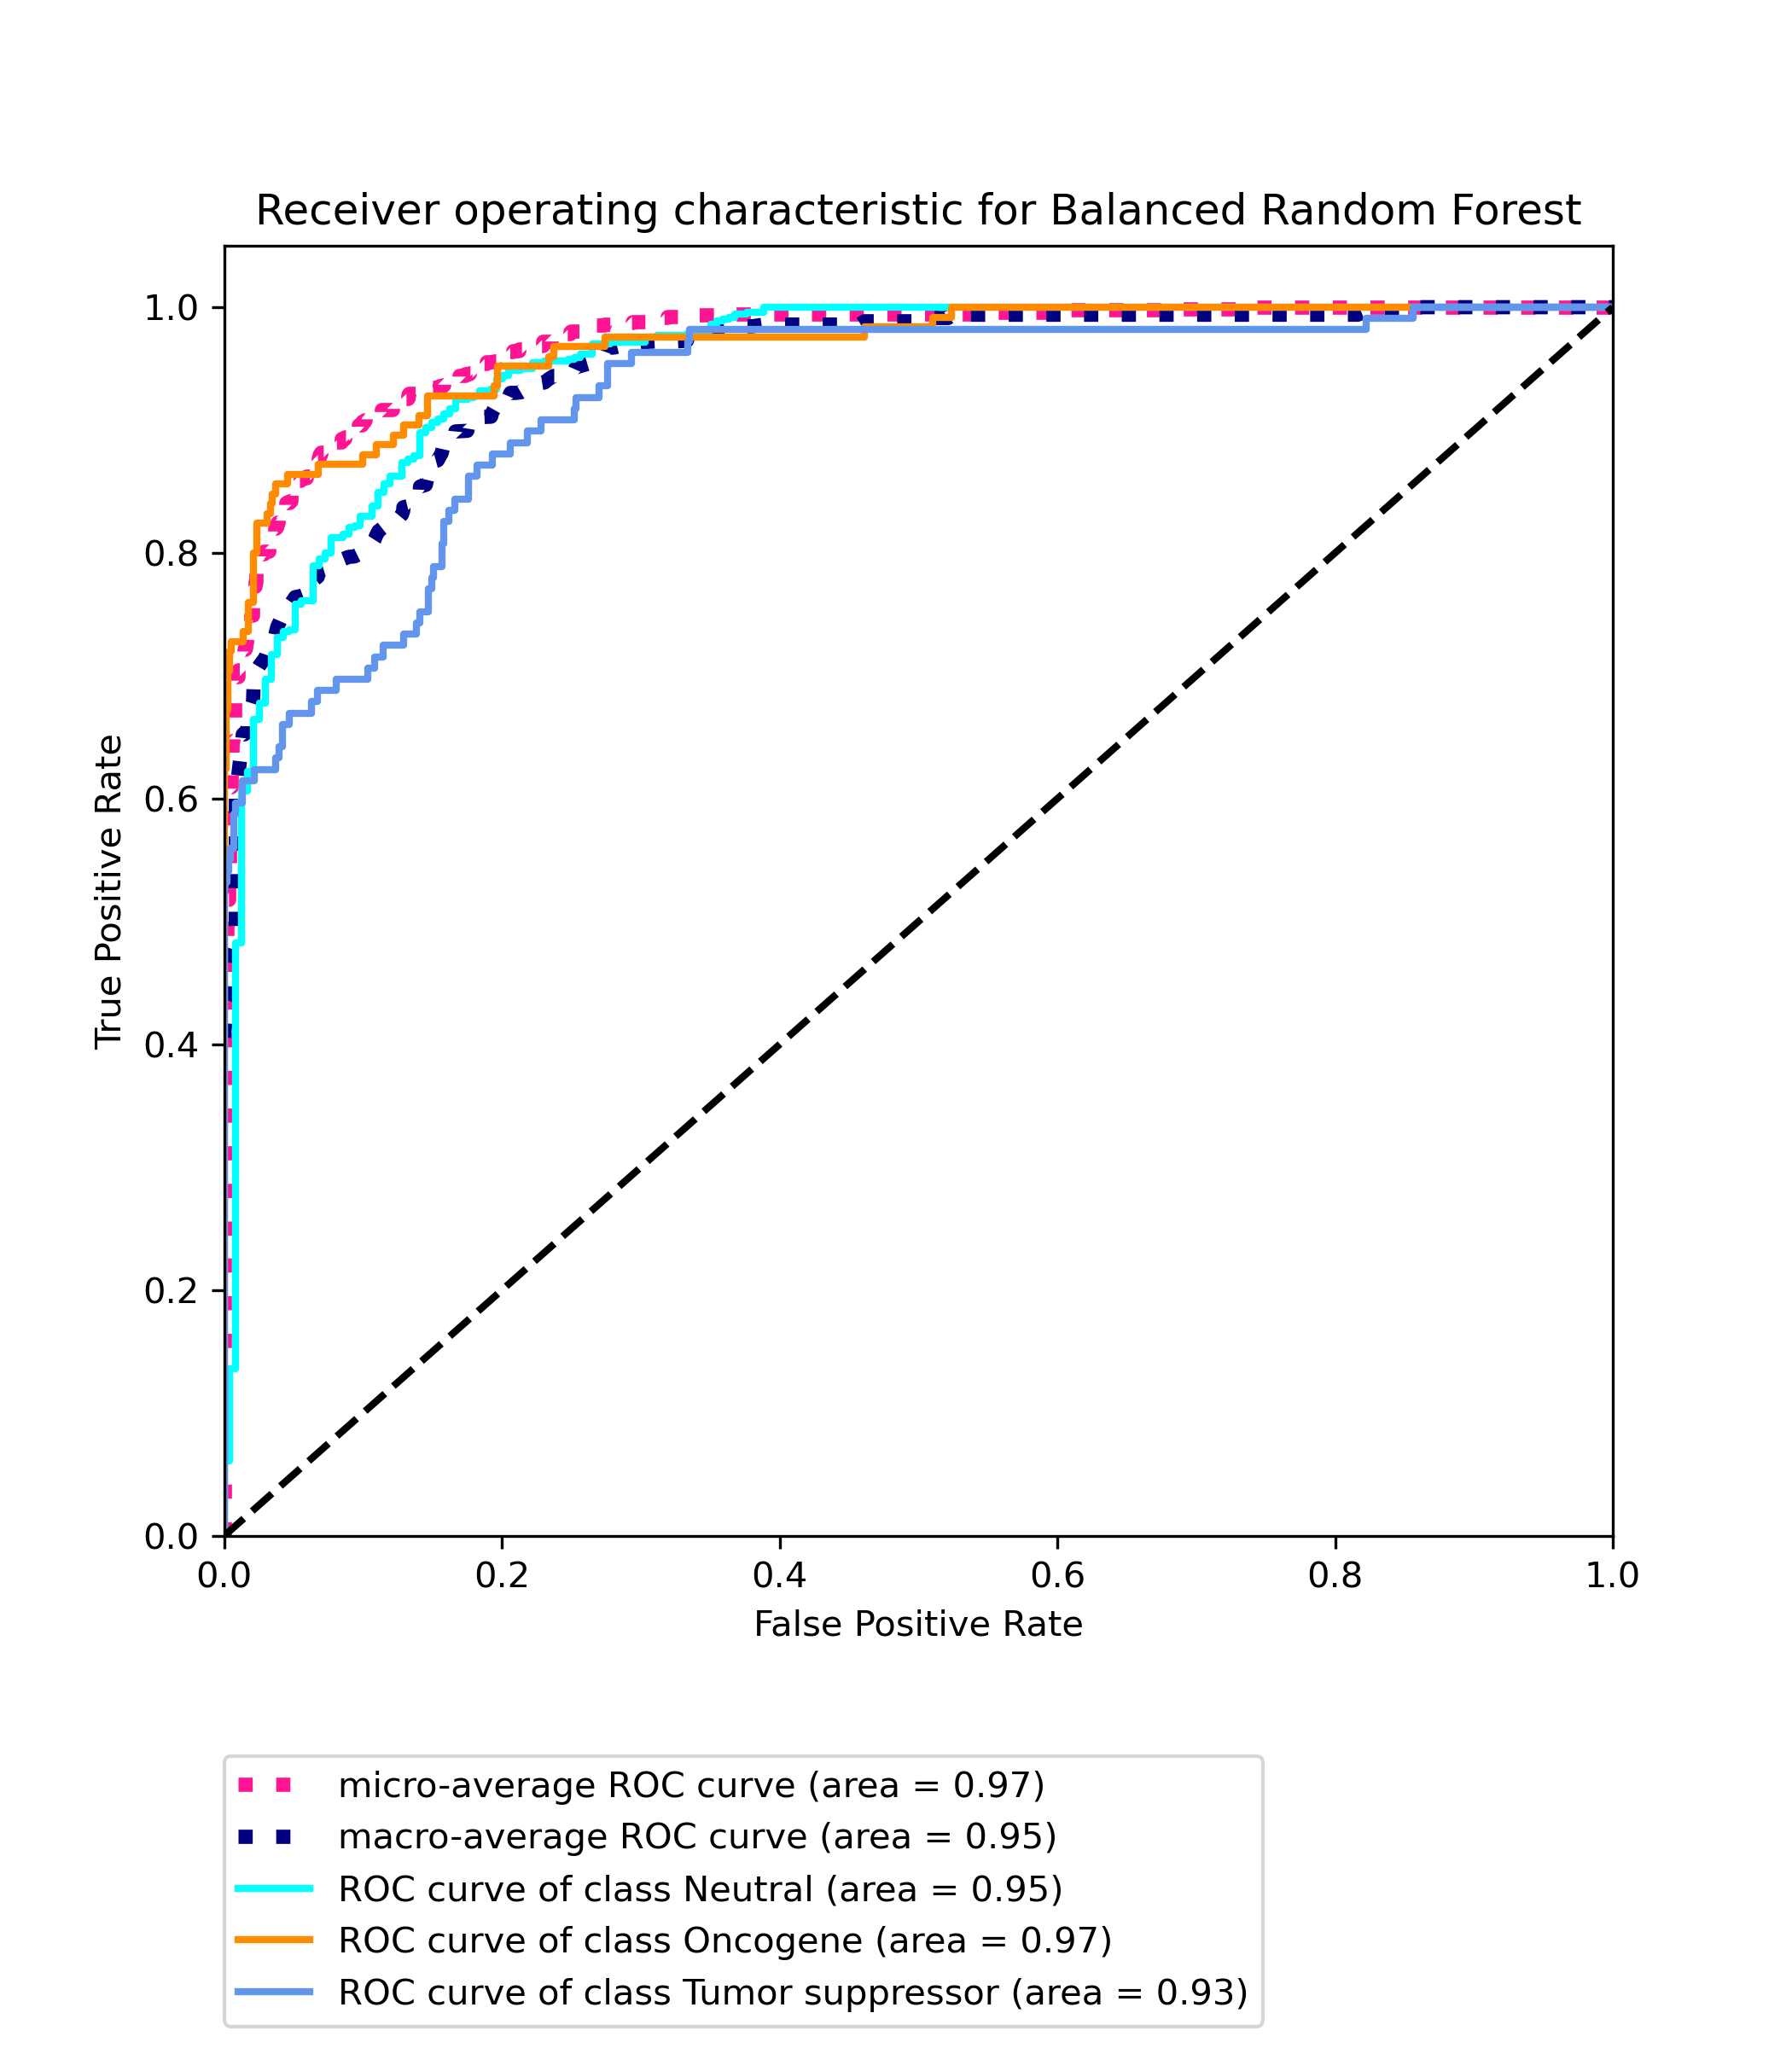 Receiver operating characteristic for Balanced Random Forest
1.0
0.8
0.6
0.4
0.2
0.0
True Positive Rate
0.0 0.2 0.4 0.6 0.8 1.0
False Positive Rate
micro-average ROC curve (area = 0.97)
macro-average ROC curve (area = 0.95)
ROC curve of class Neutral (area = 0.95)
ROC curve of class Oncogene (area = 0.97)
ROC curve of class Tumor suppressor (area = 0.93)